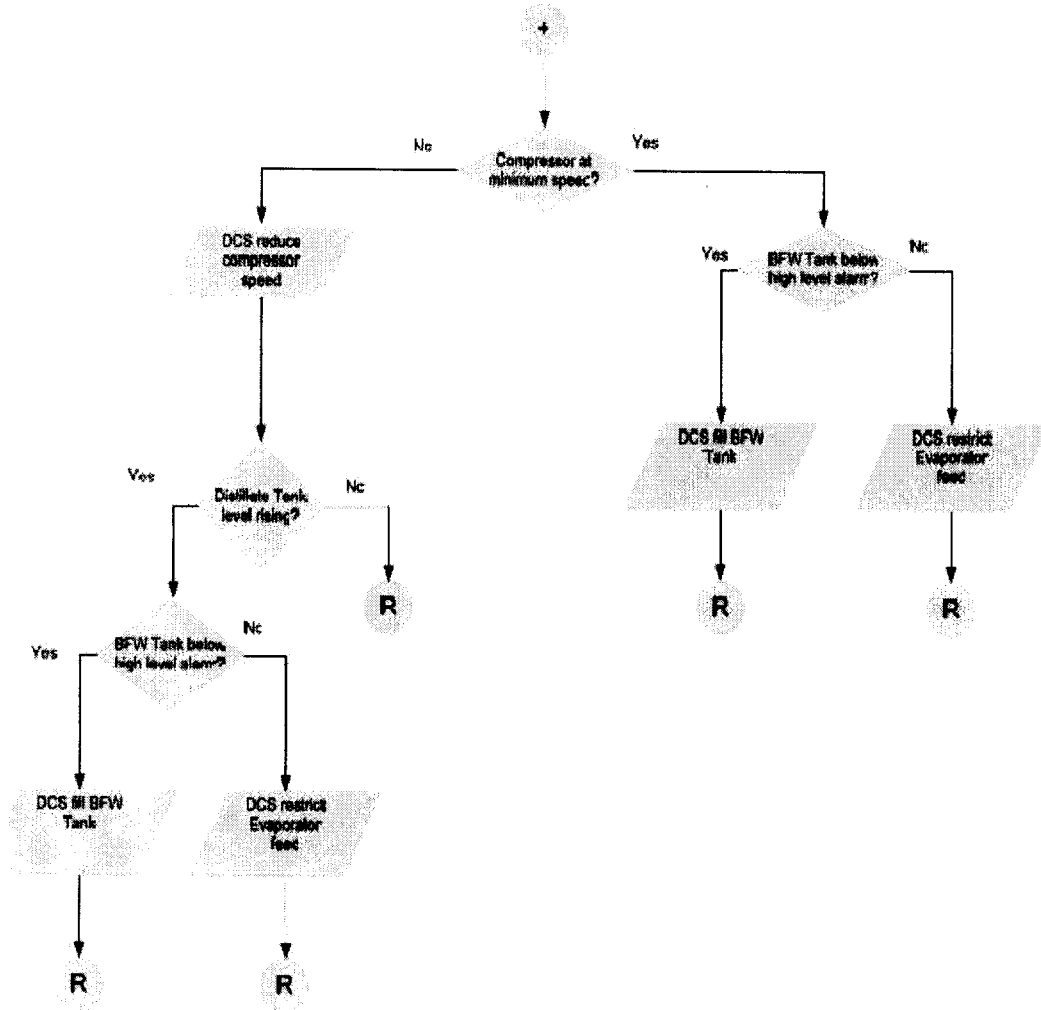 +
No
Yes
Compressor at
minimum speed?
DCS reduce
compressor
speed
Yes
BFW Tank below
high level alarm?
No
DCS fill BFW
Tank
DCS restrict
Evaporator
feed
Yes
Distillate Tank
level rising?
No
R
R
R
Yes
BFW Tank below
high level alarm?
No
DCS fill BFW
Tank
DCS restrict
Evaporator
feed
R
R